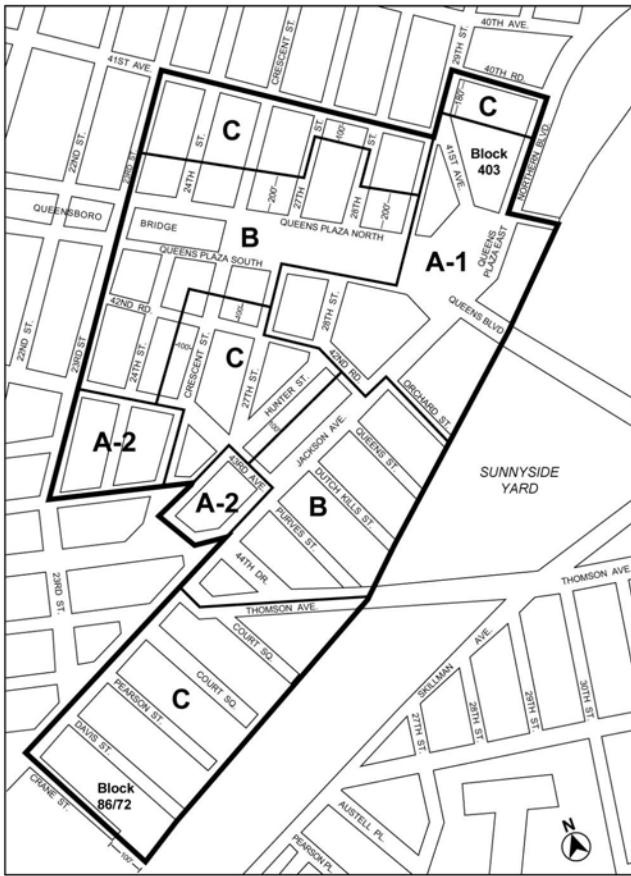 40TH AVE.
29TH ST.
CRESCENT ST.
41ST AVE.
40TH RD.
180'
C
22ND ST.
23RD ST.
24TH ST.
C
ST.
100'
ST.
41ST AVE.
Block
403
NORTHERN BLVD.
200'
27TH
28TH
200'
QUEENSBORO
BRIDGE
QUEENS PLAZA NORTH
B
A-1
QUEENS PLAZA EAST
QUEENS PLAZA SOUTH
42ND RD.
28TH ST.
QUEENS BLVD.
22ND ST.
23RD ST
24TH ST.
100'
CRESCENT ST.
C
27TH ST.
42ND RD.
HUNTER ST.
ORCHARD ST.
A-2
JACKSON AVE.
QUEENS ST.
43RD AVE.
SUNNYSIDE
YARD
A-2
B
DUTCH KILLS ST.
PURVES ST.
44TH DR.
23RD ST.
THOMSON AVE.
THOMSON AVE.
COURT SQ.
SKILLMAN AVE.
COURT SQ.
C
PEARSON ST.
27TH ST.
28TH ST.
29TH ST.
30TH ST.
DAVIS ST.
Block
86/72
CRANE ST.
100'
AUSTELL PL.
PEARSON PL.
N